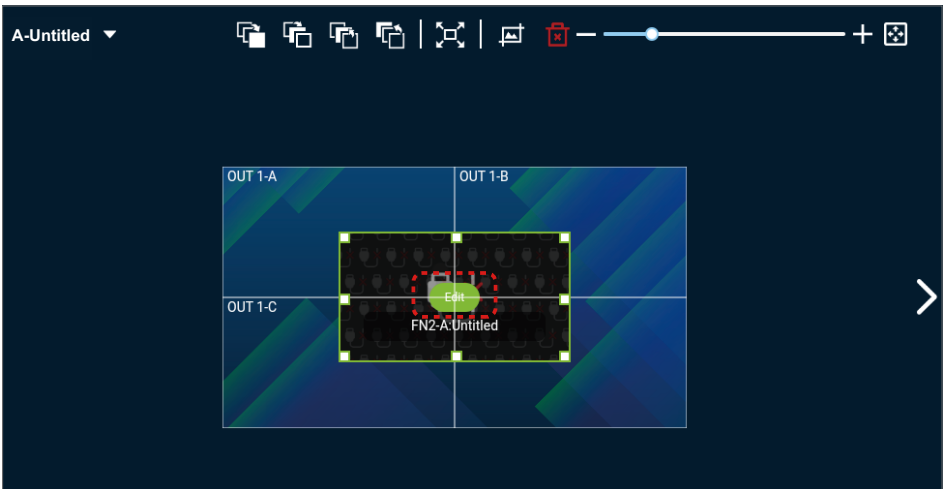 A-Untitled
OUT 1-A
OUT 1-B
Edit
OUT 1-C
FN2-A:Untitled